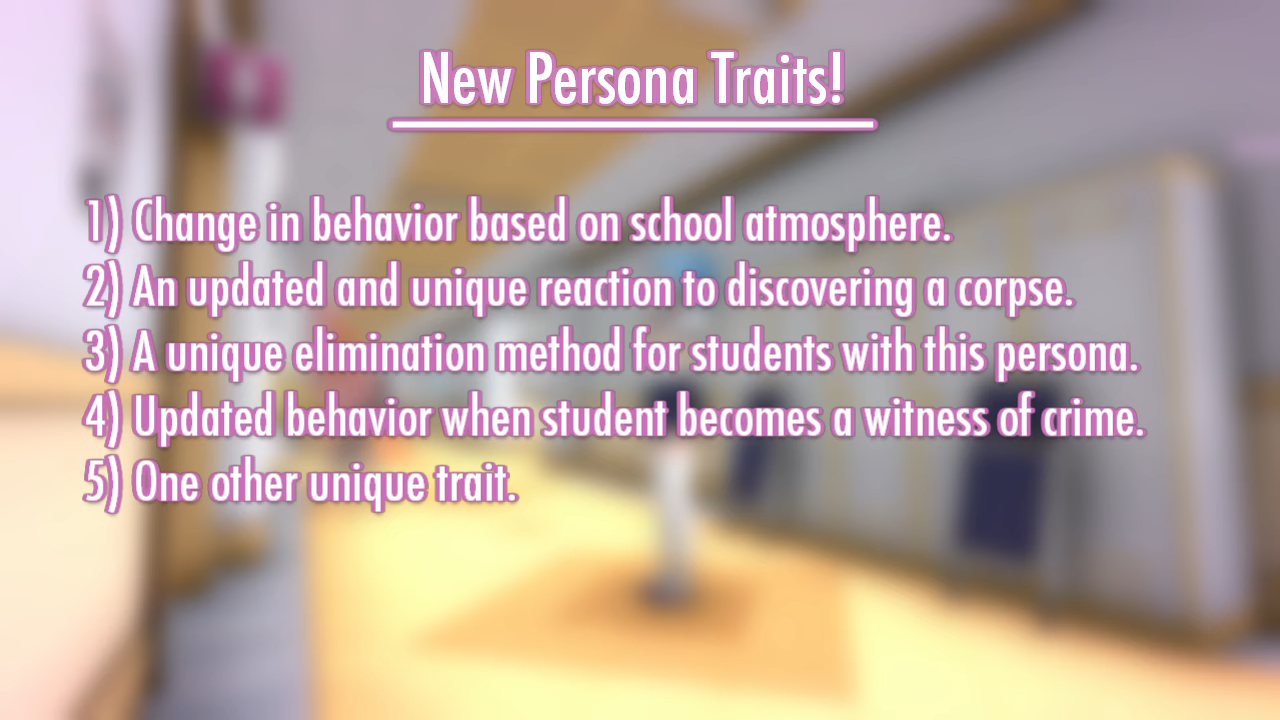 New Persona Traits!
1) Change in behavior based on school atmosphere.
2) An updated and unique reaction to discovering a corpse.
3) A unique elimination method for students with this persona.
4) Updated behavior when student becomes a witness of crime.
5) One other unique trait.